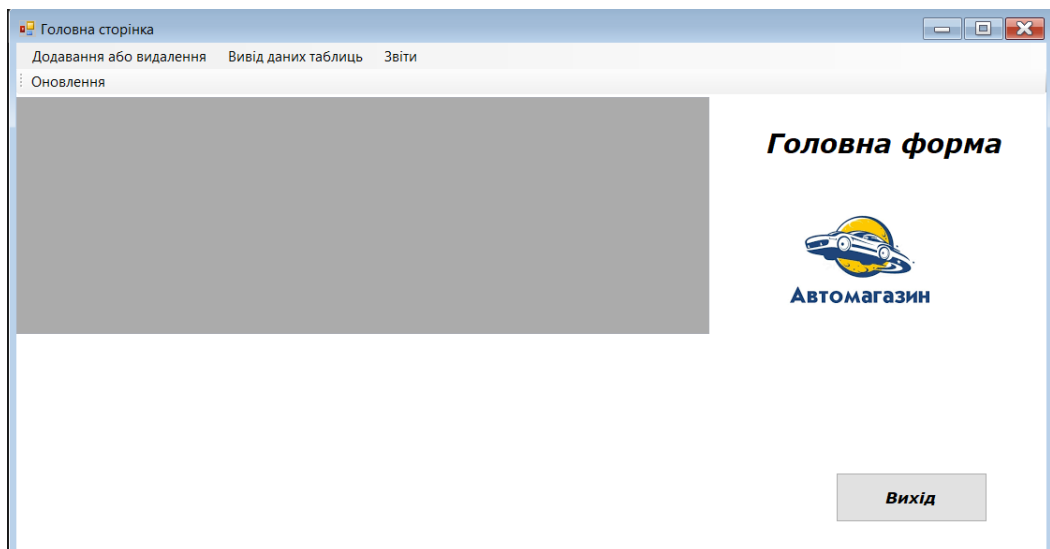 Головна сторінка
Додавання або видалення Вивід даних таблиць Звіти
Оновлення
Головна форма
Автомагазин
Вихід